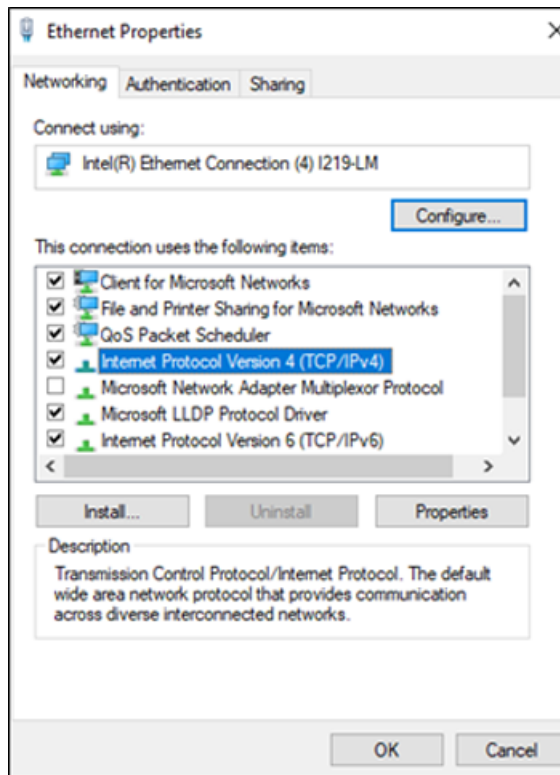 Ethernet Properties
Networking
Authentication
Sharing
Connect using:
Intel(R) Ethernet Connection (4) I219-LM
Configure...
This connection uses the following items:
Client for Microsoft Networks
File and Printer Sharing for Microsoft Networks
QoS Packet Scheduler
Internet Protocol Version 4 (TCP/IPv4)
Microsoft Network Adapter Multiplexor Protocol
Microsoft LLDP Protocol Driver
Internet Protocol Version 6 (TCP/IPv6)
Install...
Uninstall
Properties
Description
Transmission Control Protocol/Internet Protocol. The default
wide area network protocol that provides communication
across diverse interconnected networks.
OK
Cancel